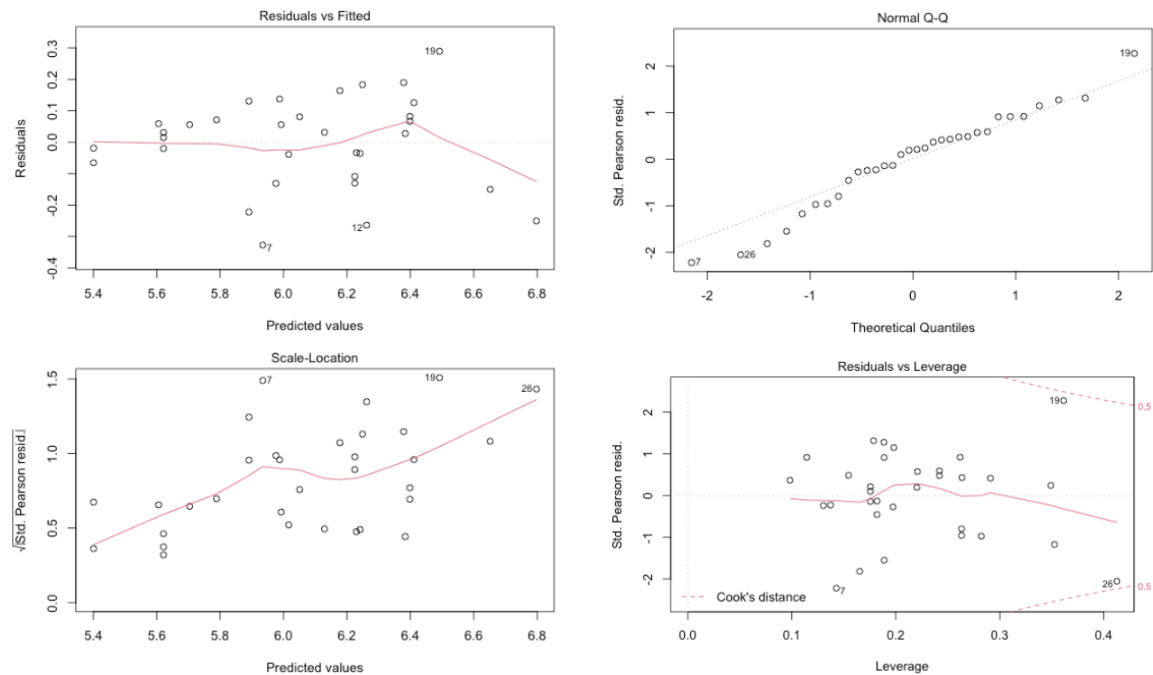 Residuals vs Fitted
Residuals
0.3
0.2
0.1
0.0
-0.2
-0.4
19
7
12
5.4 5.6 5.8 6.0 6.2 6.4 6.6 6.8
Predicted values
Normal Q-Q
Std. Pearson resid.
2
1
0
-1
-2
19
7
26
-2 -1 0 1 2
Theoretical Quantiles
Scale-Location
√|Std. Pearson resid.|
1.5
1.0
0.5
0.0
7
19
26
5.4 5.6 5.8 6.0 6.2 6.4 6.6 6.8
Predicted values
Residuals vs Leverage
Std. Pearson resid.
2
1
0
-1
-2
19
0.5
7
26
0.5
Cook's distance
0.0 0.1 0.2 0.3 0.4
Leverage